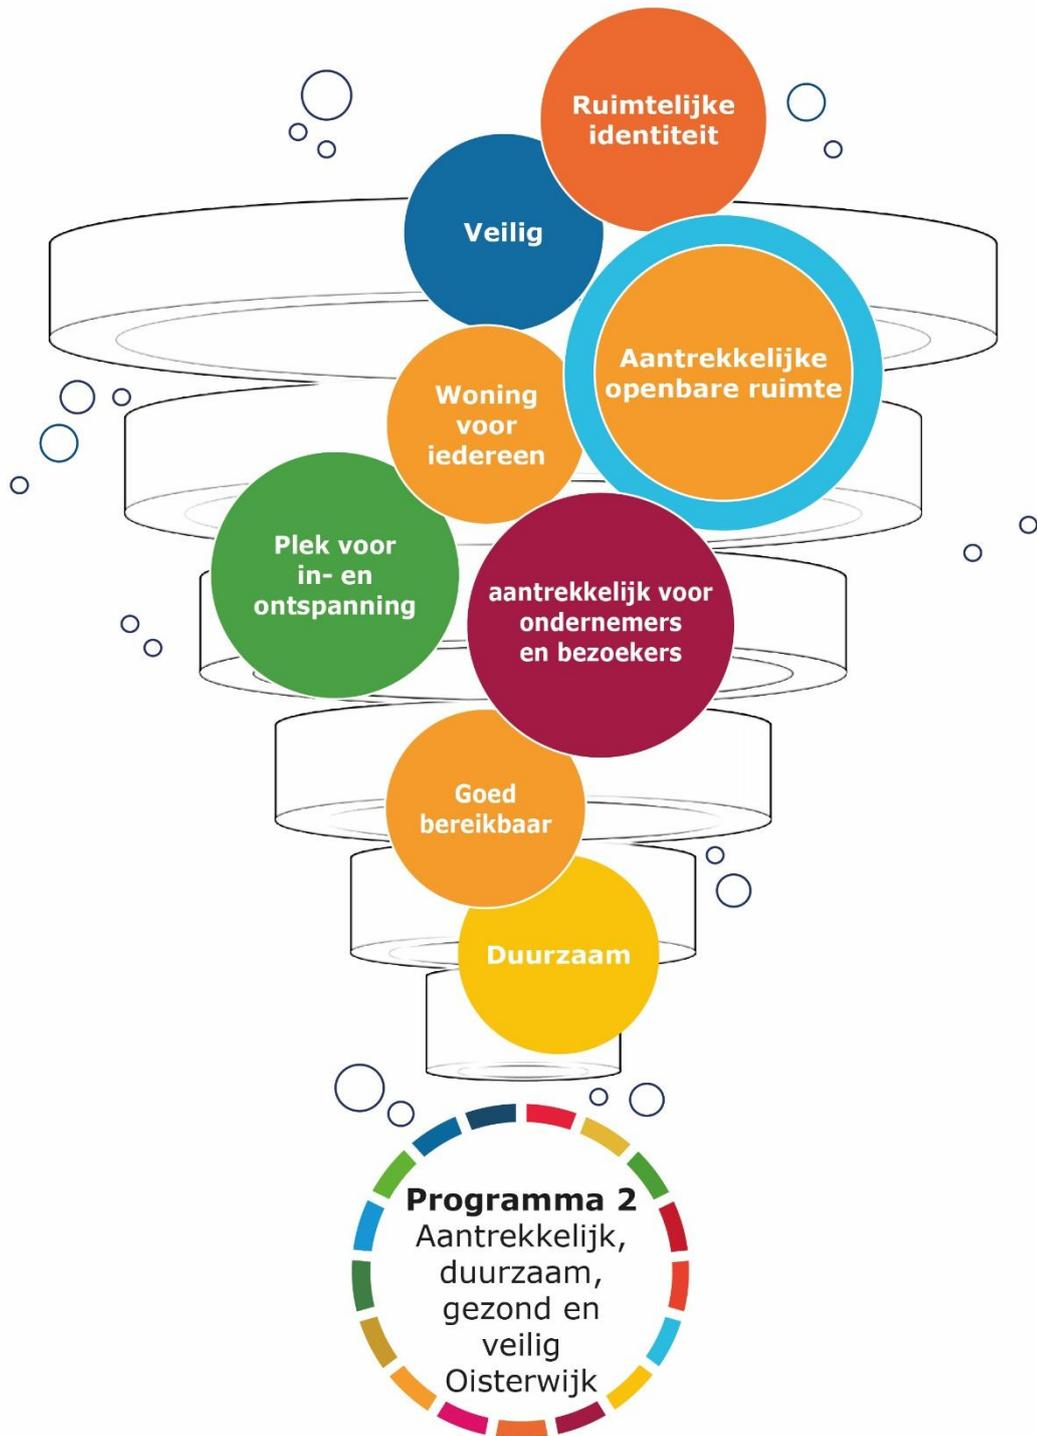 Ruimtelijke
identiteit
Veilig
Aantrekkelijke
openbare ruimte
Woning
voor
iedereen
Plek voor
in- en
ontspanning
aantrekkelijk voor
ondernemers
en bezoekers
Goed
bereikbaar
Duurzaam
Programma 2
Aantrekkelijk,
duurzaam,
gezond en
veilig
Oisterwijk